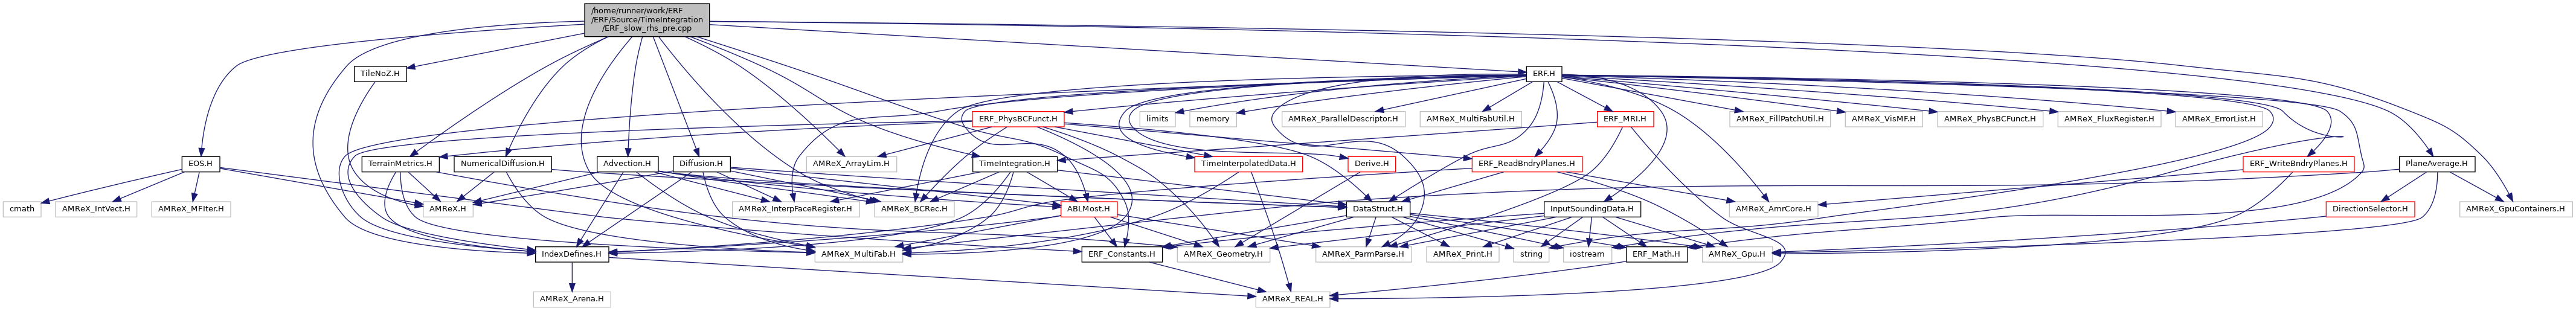 /home/runner/work/ERF
/ERF/Source/TimeIntegration
/ERF_slow_rhs_pre.cpp
TileNoZ.H
ERF.H
ERF_PhysBCFunct.H
limits
memory
AMReX_ParallelDescriptor.H
AMReX_MultiFabUtil.H
ERF_MRI.H
AMReX_FillPatchUtil.H
AMReX_VisMF.H
AMReX_PhysBCFunct.H
AMReX_FluxRegister.H
AMReX_ErrorList.H
EOS.H
TerrainMetrics.H
NumericalDiffusion.H
Advection.H
Diffusion.H
AMReX_ArrayLim.H
TimeIntegration.H
TimeInterpolatedData.H
Derive.H
ERF_ReadBndryPlanes.H
ERF_WriteBndryPlanes.H
PlaneAverage.H
cmath
AMReX_IntVect.H
AMReX_MFIter.H
AMReX.H
AMReX_InterpFaceRegister.H
AMReX_BCRec.H
ABLMost.H
DataStruct.H
InputSoundingData.H
AMReX_AmrCore.H
DirectionSelector.H
AMReX_GpuContainers.H
IndexDefines.H
AMReX_MultiFab.H
ERF_Constants.H
AMReX_Geometry.H
AMReX_ParmParse.H
AMReX_Print.H
string
iostream
ERF_Math.H
AMReX_Gpu.H
AMReX_Arena.H
AMReX_REAL.H